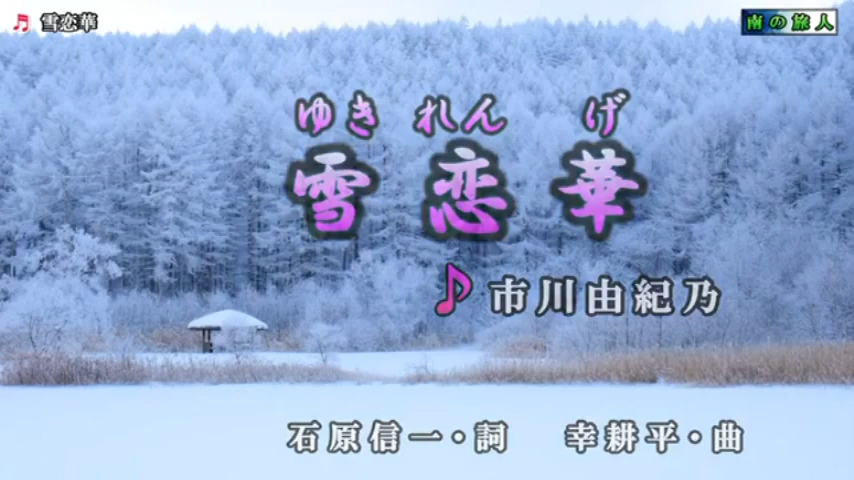 ♬ 雪恋華
南の旅人
ゆき れん げ
雪恋華
♪ 市川由紀乃
石原信一・詞 幸耕平・曲